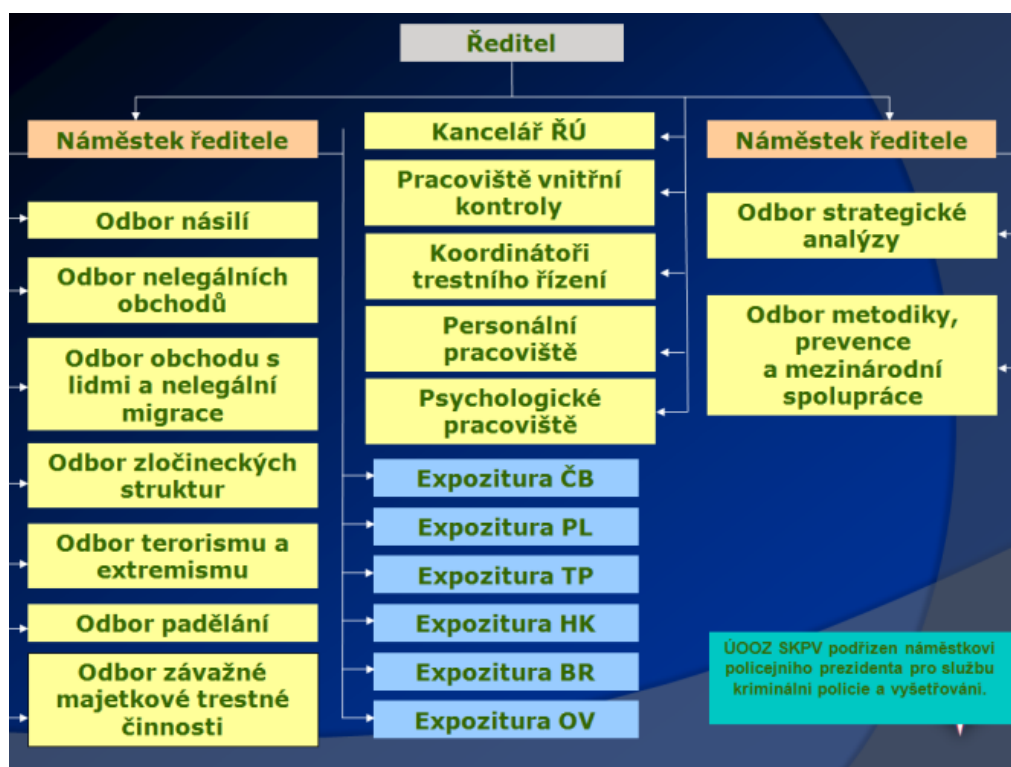 Ředitel
Náměstek ředitele
Odbor násilí
Odbor nelegálních
obchodů
Odbor obchodu s
lidmi a nelegální
migrace
Odbor zločineckých
struktur
Odbor terorismu a
extremismu
Odbor padělání
Odbor závažné
majetkové trestné
činnosti
Kancelář ŘÚ
Pracoviště vnitřní
kontroly
Koordinátoři
trestního řízení
Personální
pracoviště
Psychologické
pracoviště
Expozitura ČB
Expozitura PL
Expozitura TP
Expozitura HK
Expozitura BR
Expozitura OV
Náměstek ředitele
Odbor strategické
analýzy
Odbor metodiky,
prevence
a mezinárodní
spolupráce
ÚOOZ SKPV podřízen náměstkovi
policejního prezidenta pro službu
kriminální policie a vyšetřování.